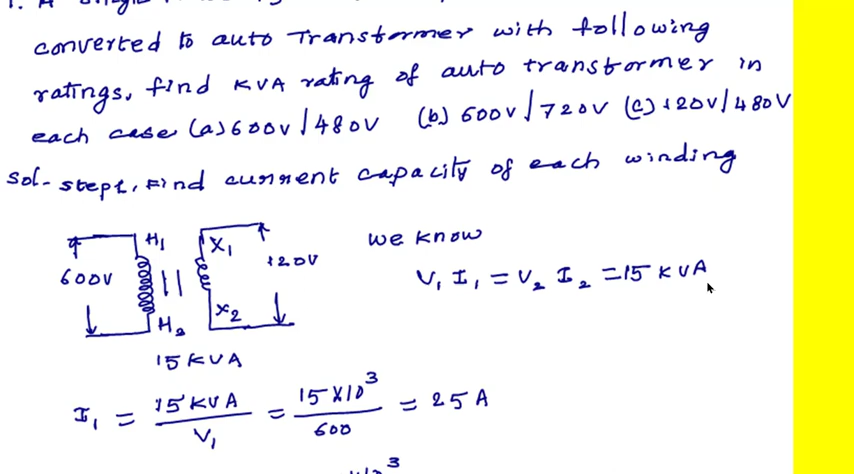 converted to auto Transformer with following
ratings, find KVA rating of auto transformer in
each case (a) 600V/480V (b) 600V/720V (c) 120V/480V
Sol- step1, Find current capacity of each winding
H1 X1 we know
600V 120V
V1 I1 = V2 I2 = 15 KVA
H2 X2
15 KVA
I1 = 15 KVA / V1 = 15 X 10^3 / 600 = 25 A